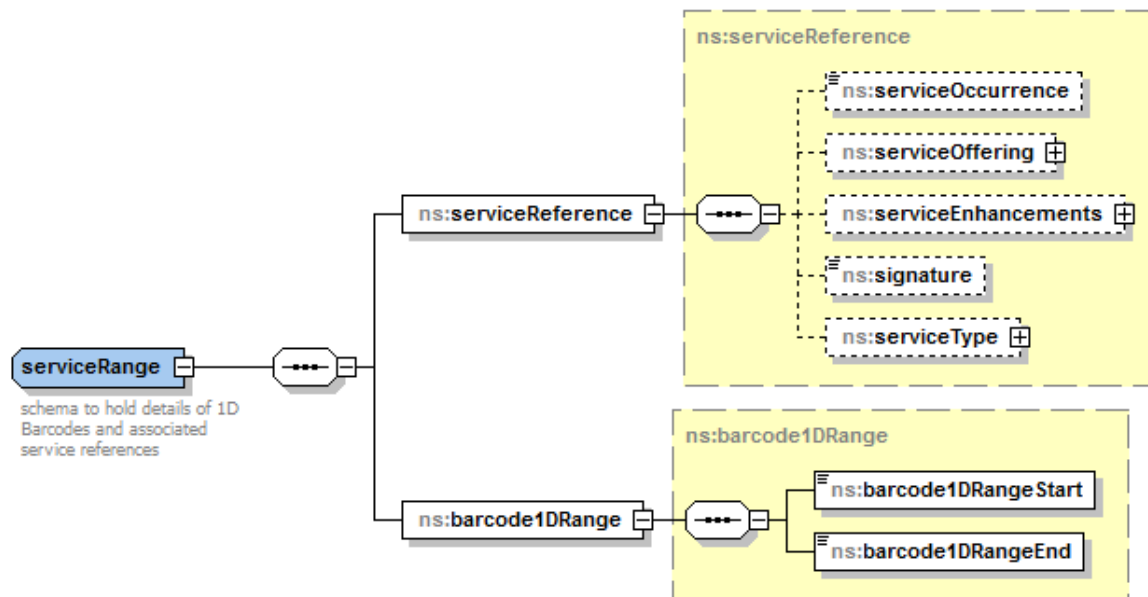 ns:serviceReference
ns:serviceOccurrence
ns:serviceOffering
ns:serviceReference
ns:serviceEnhancements
ns:signature
ns:serviceType
serviceRange
schema to hold details of 1D
Barcodes and associated
service references
ns:barcode1DRange
ns:barcode1DRangeStart
ns:barcode1DRange
ns:barcode1DRangeEnd